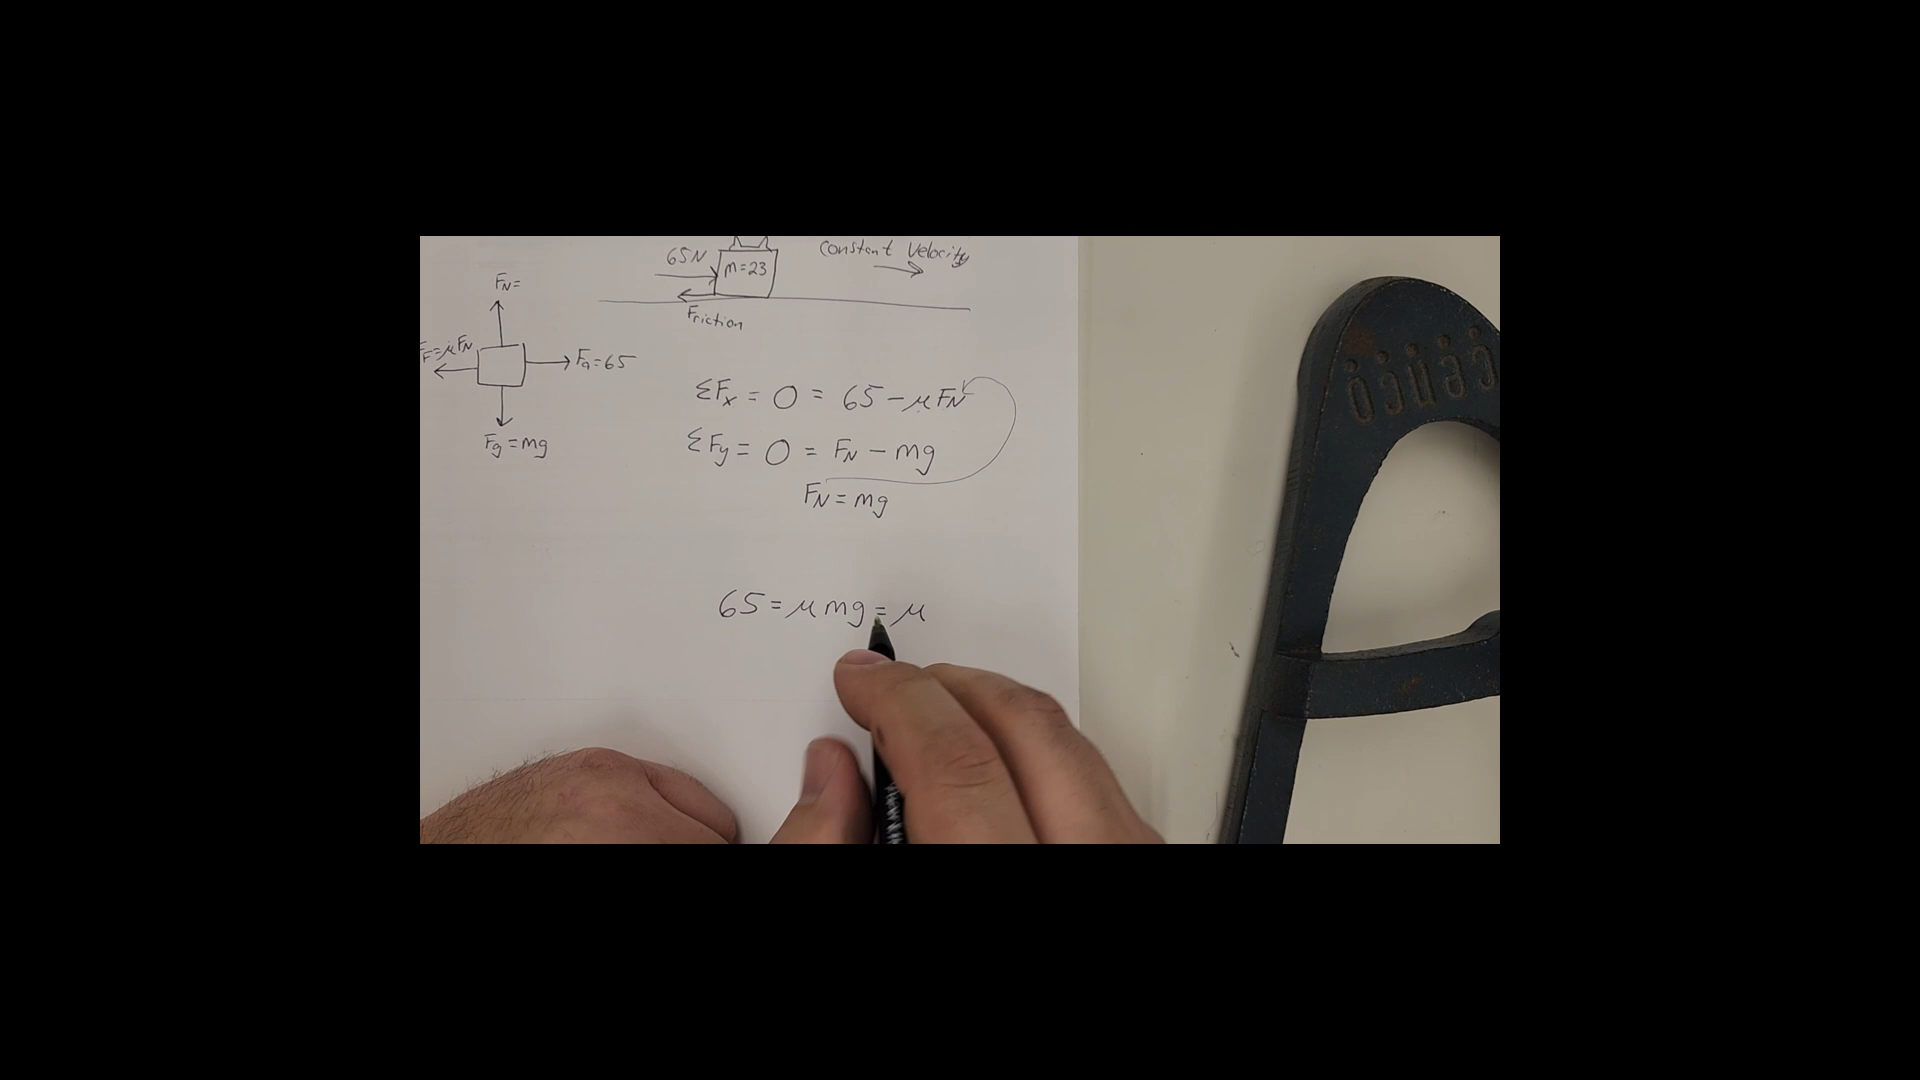 65N
m=23
Constant Velocity
Friction
FN=
FF=μFN
Fa=65
Fg=mg
ΣFx = 0 = 65-μFN
ΣFy = 0 = FN - mg
FN=mg
65=μmg=μ